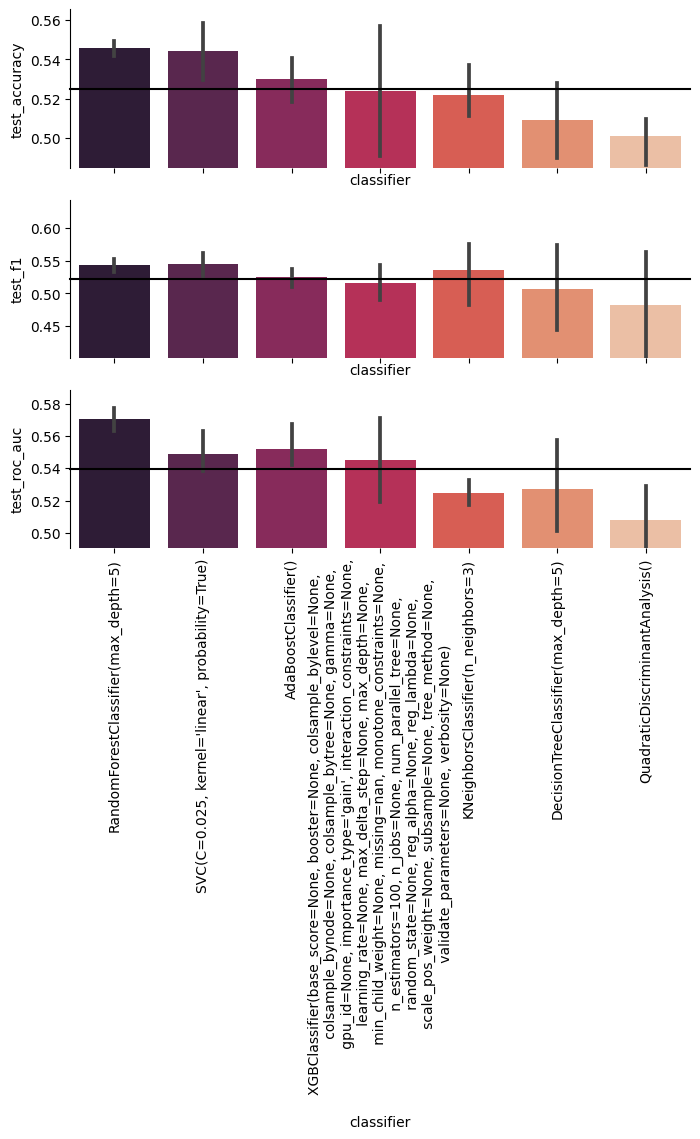 0.56
0.54
0.52
0.50
test_accuracy
classifier
0.60
0.55
0.50
0.45
test_f1
classifier
0.58
0.56
0.54
0.52
0.50
test_roc_auc
RandomForestClassifier(max_depth=5)
SVC(C=0.025, kernel='linear', probability=True)
AdaBoostClassifier()
XGBClassifier(base_score=None, booster=None, colsample_bylevel=None,
colsample_bynode=None, colsample_bytree=None, gamma=None,
gpu_id=None, importance_type='gain', interaction_constraints=None,
learning_rate=None, max_delta_step=None, max_depth=None,
min_child_weight=None, missing=nan, monotone_constraints=None,
n_estimators=100, n_jobs=None, num_parallel_tree=None,
random_state=None, reg_alpha=None, reg_lambda=None,
scale_pos_weight=None, subsample=None, tree_method=None,
validate_parameters=None, verbosity=None)
KNeighborsClassifier(n_neighbors=3)
DecisionTreeClassifier(max_depth=5)
QuadraticDiscriminantAnalysis()
classifier